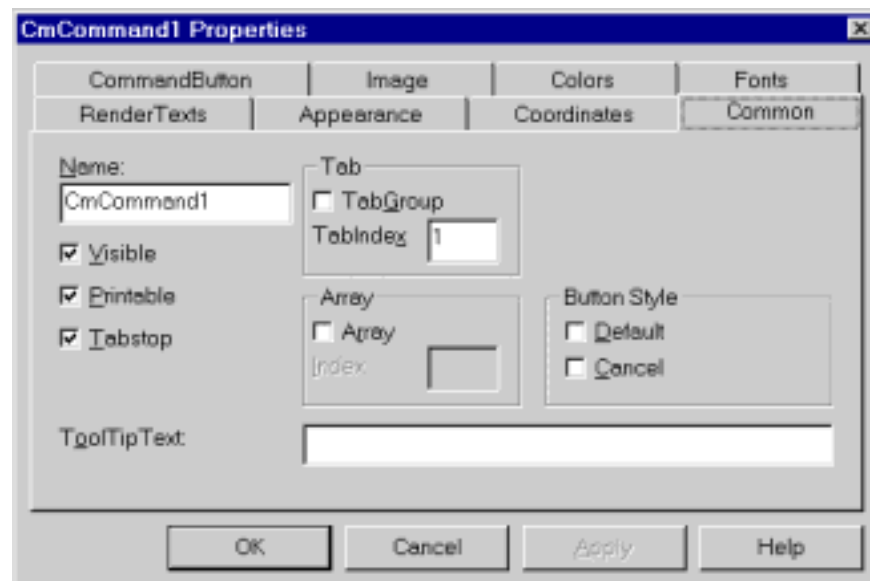 CmCommand1 Properties
CommandButton Image Colors Fonts
RenderTexts Appearance Coordinates Common
Name:
CmCommand1
Visible
Printable
Tabstop
Tab
TabGroup
TabIndex 1
Array
Array
Index
Button Style
Default
Cancel
ToolTipText:
OK Cancel Apply Help